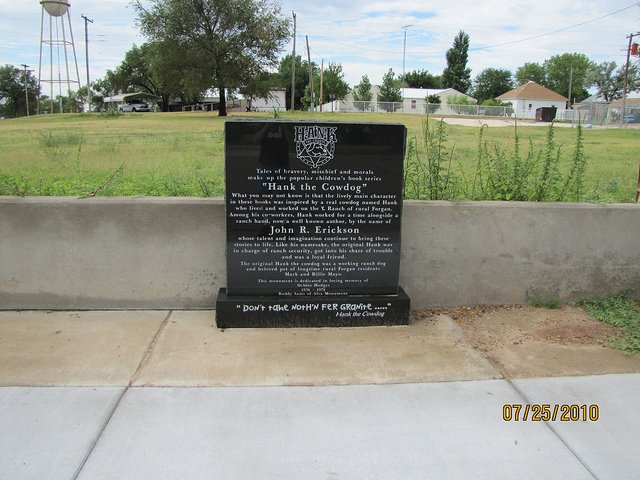 HANK
Tales of bravery, mischief and morals
make up the popular children's book series
"Hank the Cowdog"
What you may not know is that the lively main character
in these books was inspired by a real cowdog named Hank
who lived and worked on the Ranch of rural Forgan.
Among his co-workers, Hank worked for a time alongside a
ranch hand, now a well known author, by the name of
John R. Erickson
whose talent and imagination continue to bring these
stories to life. Like his namesake, the original Hank was
in charge of ranch security, got into his share of trouble
and was a loyal friend.
The original Hank the cowdog was a working ranch dog
and beloved pet of longtime rural Forgan residents
Mark and Billie Mayo.
This monument is dedicated in loving memory of
Debbie
Buddy Sams of Alva Monument
"DON't tAke NOtH'N FER GRANitE ....."
Hank the Cowdog
07/25/2010